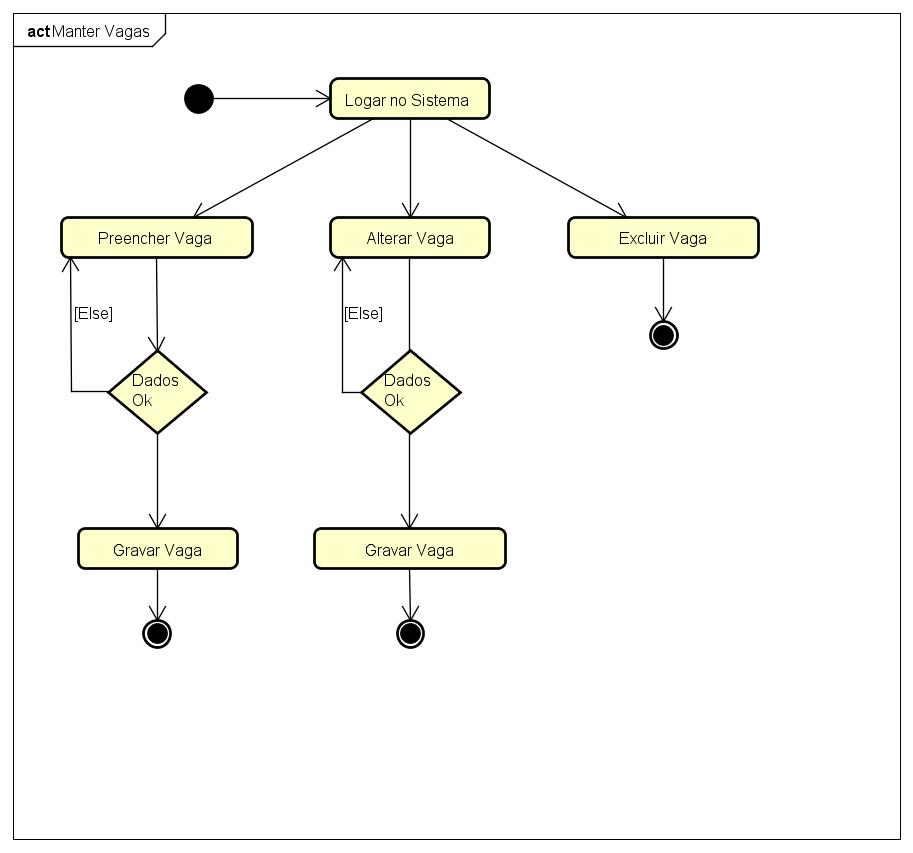 act Manter Vagas
Logar no Sistema
Preencher Vaga
Alterar Vaga
Excluir Vaga
[Else]
[Else]
Dados
Ok
Dados
Ok
Gravar Vaga
Gravar Vaga